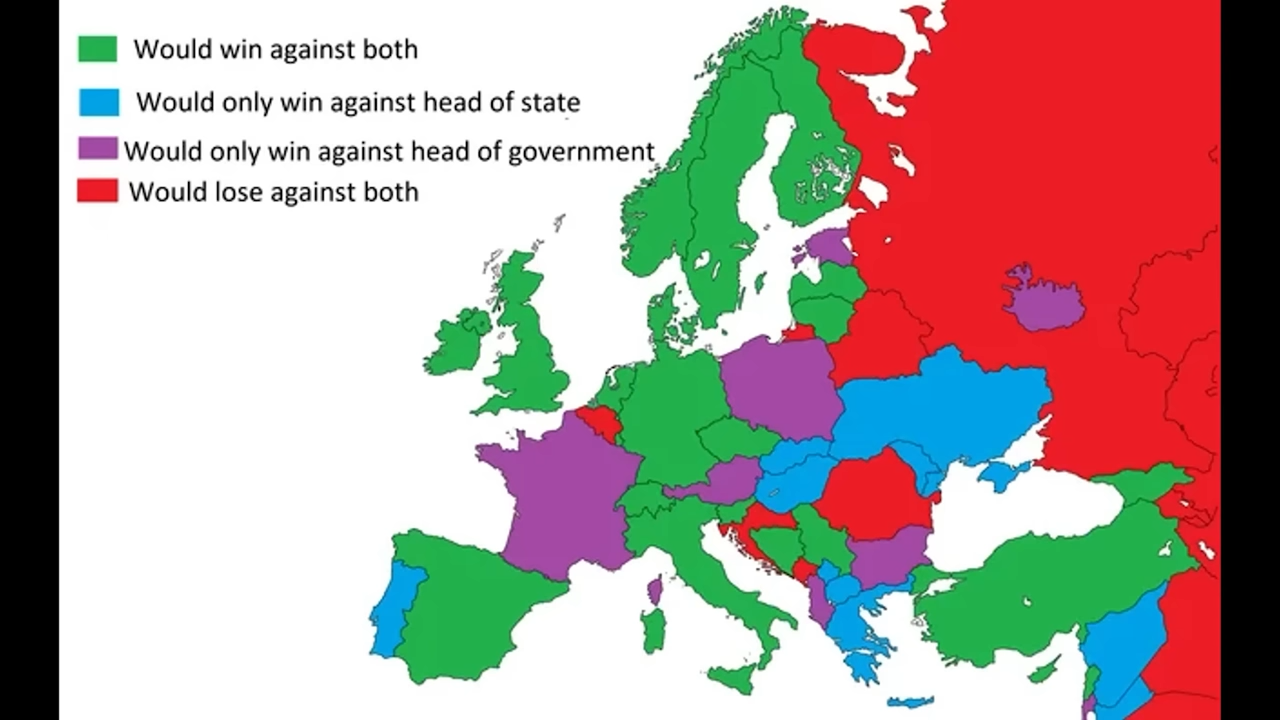 Would win against both
Would only win against head of state
Would only win against head of government
Would lose against both